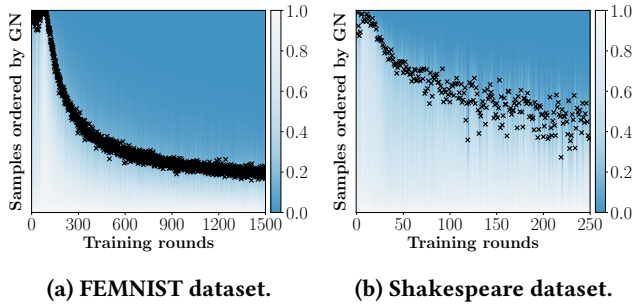 Samples ordered by GN
1.0
0.8
0.6
0.4
0.2
0.0
0 300 600 900 1200 1500
Training rounds
(a) FEMNIST dataset.
Samples ordered by GN
1.0
0.8
0.6
0.4
0.2
0.0
0 50 100 150 200 250
Training rounds
(b) Shakespeare dataset.